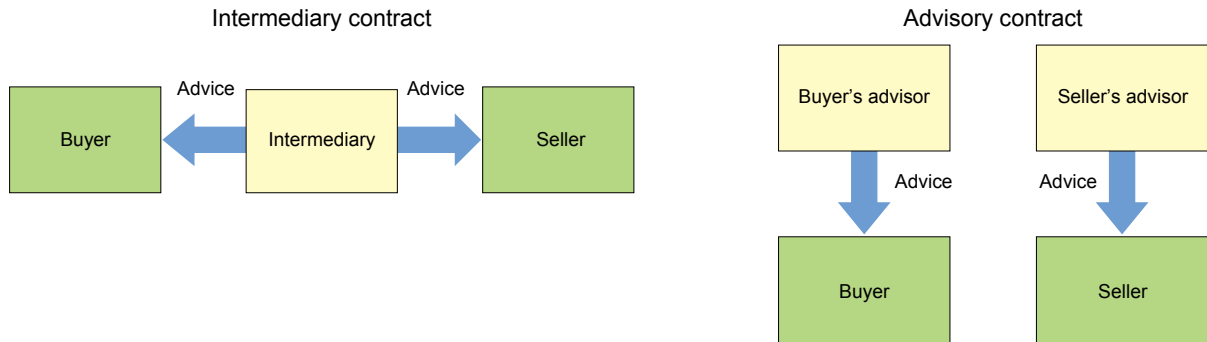 Intermediary contract
Advice
Advice
Buyer
Intermediary
Seller
Advisory contract
Buyer’s advisor
Seller’s advisor
Advice
Advice
Buyer
Seller